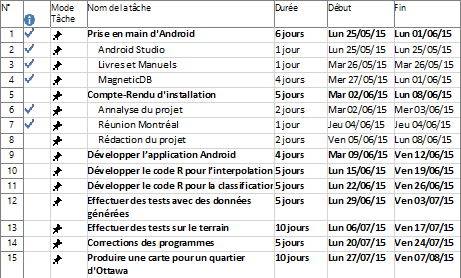 N° Mode Tâche Nom de la tâche Durée Début Fin
1 Prise en main d'Android 6 jours Lun 25/05/15 Lun 01/06/15
2 Android Studio 1 jour Lun 25/05/15 Lun 25/05/15
3 Livres et Manuels 1 jour Mar 26/05/15 Mar 26/05/15
4 MagneticDB 4 jours Mer 27/05/15 Lun 01/06/15
5 Compte-Rendu d'installation 5 jours Mar 02/06/15 Lun 08/06/15
6 Annalyse du projet 2 jours Mar 02/06/15 Mer 03/06/15
7 Réunion Montréal 1 jour Jeu 04/06/15 Jeu 04/06/15
8 Rédaction du projet 2 jours Ven 05/06/15 Lun 08/06/15
9 Développer l'application Android 4 jours Mar 09/06/15 Ven 12/06/15
10 Développer le code R pour l'interpolation 5 jours Lun 15/06/15 Ven 19/06/15
11 Développer le code R pour la classification 5 jours Lun 22/06/15 Ven 26/06/15
12 Effectuer des tests avec des données générées 5 jours Lun 29/06/15 Ven 03/07/15
13 Effectuer des tests sur le terrain 10 jours Lun 06/07/15 Ven 17/07/15
14 Corrections des programmes 5 jours Lun 20/07/15 Ven 24/07/15
15 Produire une carte pour un quartier d'Ottawa 10 jours Lun 27/07/15 Ven 07/08/15